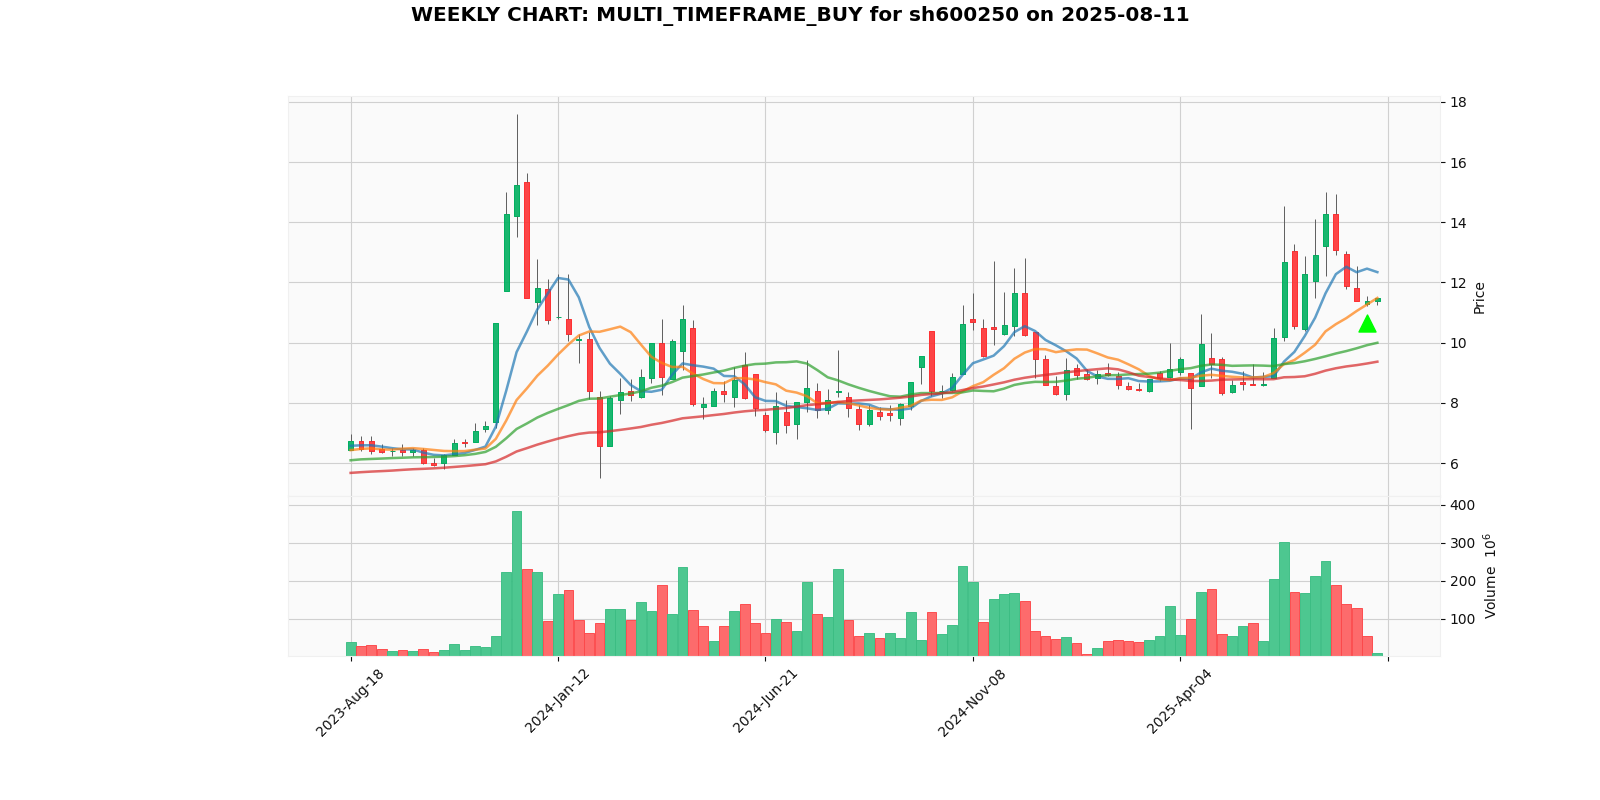 WEEKLY CHART: MULTI_TIMEFRAME_BUY for sh600250 on 2025-08-11
18
16
14
12
10
8
6
Price
400
300
200
100
Volume 10^6
2023-Aug-18
2024-Jan-12
2024-Jun-21
2024-Nov-08
2025-Apr-04